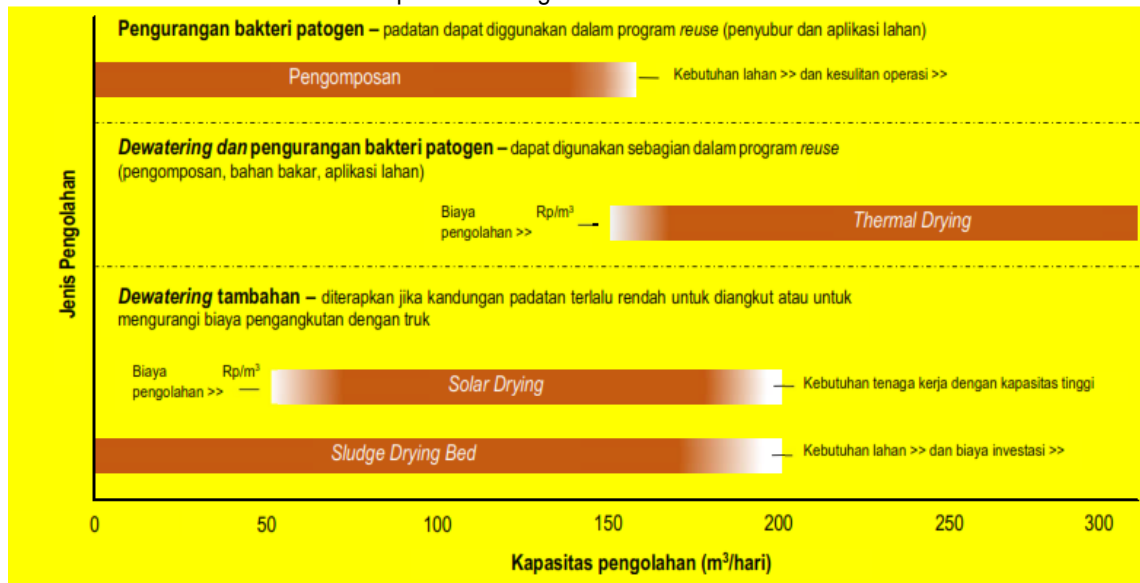 Pengurangan bakteri patogen – padatan dapat diggunakan dalam program reuse (penyubur dan aplikasi lahan)
Pengomposan
Kebutuhan lahan >> dan kesulitan operasi >>
Dewatering dan pengurangan bakteri patogen – dapat digunakan sebagian dalam program reuse
(pengomposan, bahan bakar, aplikasi lahan)
Biaya Rp/m³
pengolahan >>
Thermal Drying
Dewatering tambahan – diterapkan jika kandungan padatan terlalu rendah untuk diangkut atau untuk
mengurangi biaya pengangkutan dengan truk
Biaya Rp/m³
pengolahan >>
Solar Drying
Kebutuhan tenaga kerja dengan kapasitas tinggi
Sludge Drying Bed
Kebutuhan lahan >> dan biaya investasi >>
Jenis Pengolahan
0 50 100 150 200 250 300
Kapasitas pengolahan (m³/hari)